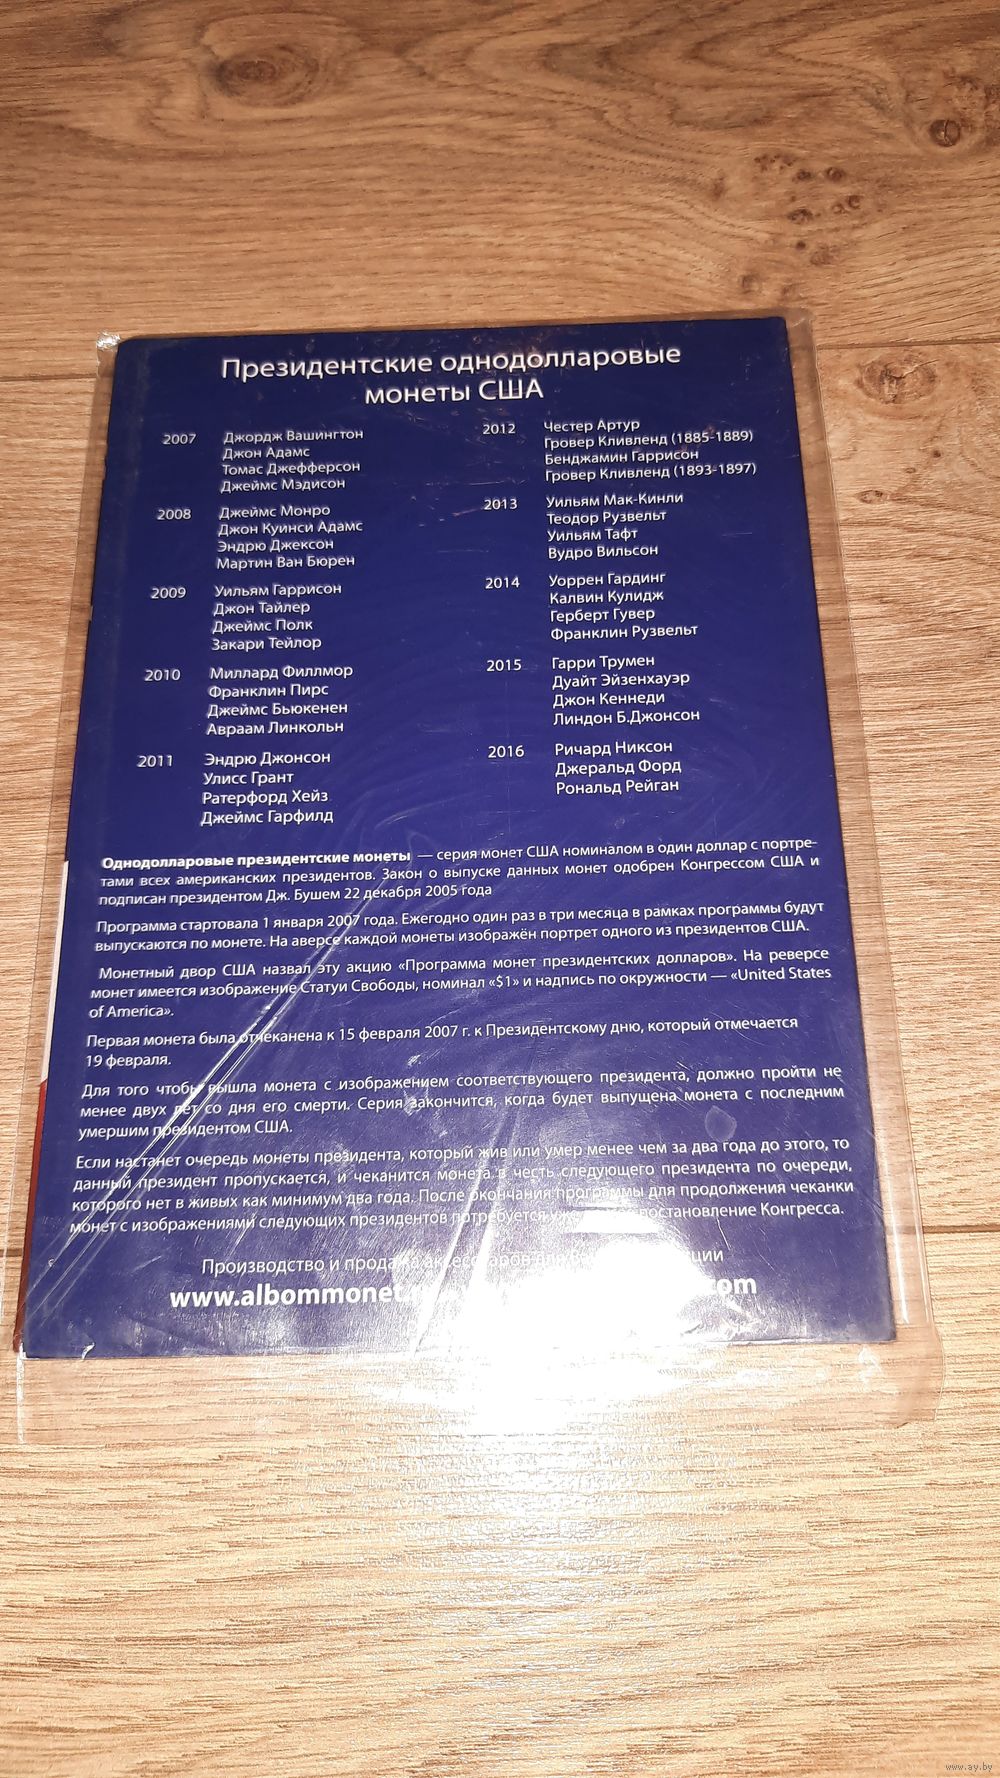 Президентские однодолларовые
монеты США
2007 Джордж Вашингтон
Джон Адамс
Томас Джефферсон
Джеймс Мэдисон
2008 Джеймс Монро
Джон Куинси Адамс
Эндрю Джексон
Мартин Ван Бюрен
2009 Уильям Гаррисон
Джон Тайлер
Джеймс Полк
Закари Тейлор
2010 Миллард Филлмор
Франклин Пирс
Джеймс Бьюкенен
Авраам Линкольн
2011 Эндрю Джонсон
Улисс Грант
Ратерфорд Хейз
Джеймс Гарфилд
2012 Честер Артур
Гровер Кливленд (1885-1889)
Бенджамин Гаррисон
Гровер Кливленд (1893-1897)
2013 Уильям Мак-Кинли
Теодор Рузвельт
Уильям Тафт
Вудро Вильсон
2014 Уоррен Гардинг
Калвин Кулидж
Герберт Гувер
Франклин Рузвельт
2015 Гарри Трумен
Дуайт Эйзенхауэр
Джон Кеннеди
Линдон Б.Джонсон
2016 Ричард Никсон
Джеральд Форд
Рональд Рейган
Однодолларовые президентские монеты — серия монет США номиналом в один доллар с портре-
тами всех американских президентов. Закон о выпуске данных монет одобрен Конгрессом США и
подписан президентом Дж. Бушем 22 декабря 2005 года
Программа стартовала 1 января 2007 года. Ежегодно один раз в три месяца в рамках программы будут
выпускаются по монете. На аверсе каждой монеты изображён портрет одного из президентов США.
Монетный двор США назвал эту акцию «Программа монет президентских долларов». На реверсе
монет имеется изображение Статуи Свободы, номинал «$1» и надпись по окружности — «United States
of America».
Первая монета была отчеканена к 15 февраля 2007 г. к Президентскому дню, который отмечается
19 февраля.
Для того чтобы вышла монета с изображением соответствующего президента, должно пройти не
менее двух лет со дня его смерти. Серия закончится, когда будет выпущена монета с последним
умершим президентом США.
Если настанет очередь монеты президента, который жив или умер менее чем за два года до этого, то
данный президент пропускается, и чеканится монета в честь следующего президента по очереди,
которого нет в живых как минимум два года. После окончания программы для продолжения чеканки
монет с изображениями следующих президентов потребуется постановление Конгресса.
Производство и продажа аксессуаров
www.albommonet
www.ay.by